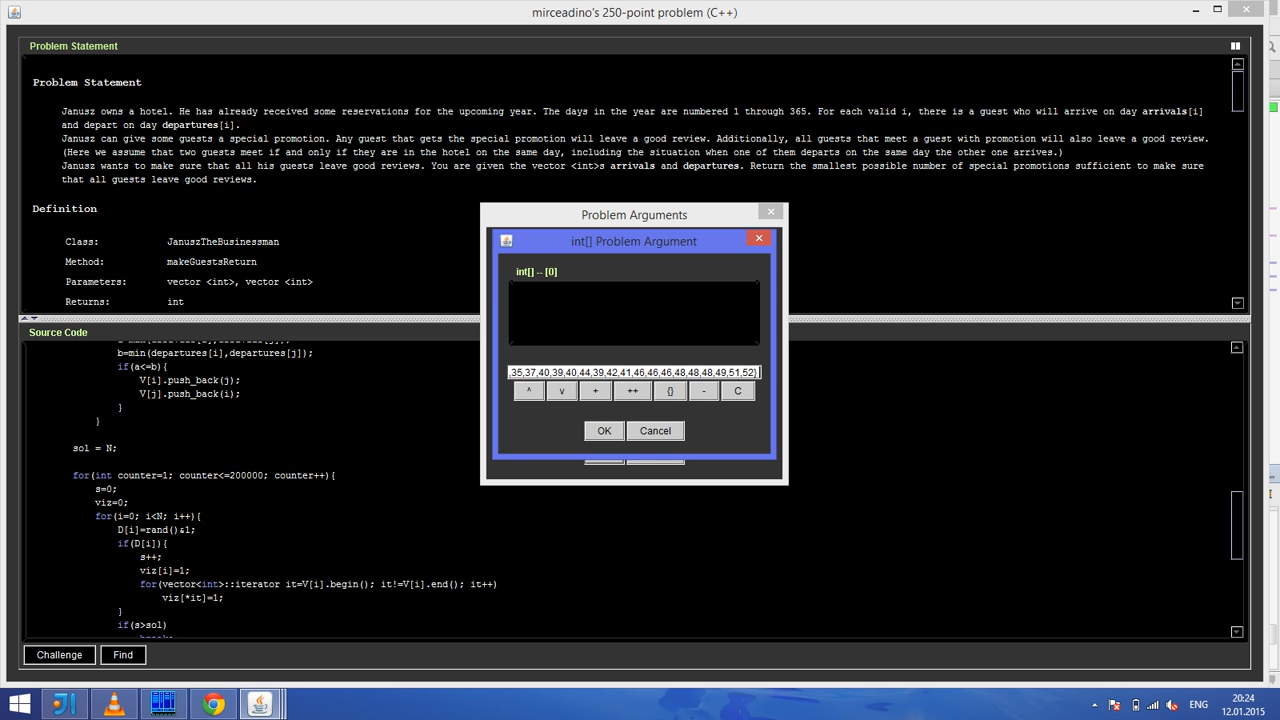 mirceadino's 250-point problem (C++)
Problem Statement
Problem Statement
Janusz owns a hotel. He has already received some reservations for the upcoming year. The days in the year are numbered 1 through 365. For each valid i, there is a guest who will arrive on day arrivals[i]
and depart on day departures[i].
Janusz can give some guests a special promotion. Any guest that gets the special promotion will leave a good review. Additionally, all guests that meet a guest with promotion will also leave a good review.
(Here we assume that two guests meet if and only if they are in the hotel on the same day, including the situation when one of them departs on the same day the other one arrives.)
Janusz wants to make sure that all his guests leave good reviews. You are given the vector <int>s arrivals and departures. Return the smallest possible number of special promotions sufficient to make sure
that all guests leave good reviews.
Definition
Class: JanuszTheBusinessman
Method: makeGuestsReturn
Parameters: vector <int>, vector <int>
Returns: int
Problem Arguments
int[] Problem Argument
int[] -- [0]
,35,37,40,39,40,44,39,42,41,46,46,46,48,48,48,49,51,52}
^ v + ++ {} - C
OK Cancel
Source Code
b=min(departures[i],departures[j]);
if(a<=b){
V[i].push_back(j);
V[j].push_back(i);
}
}
sol = N;
for(int counter=1; counter<=200000; counter++){
s=0;
viz=0;
for(i=0; i<N; i++){
D[i]=rand()&1;
if(D[i]){
s++;
viz[i]=1;
for(vector<int>::iterator it=V[i].begin(); it!=V[i].end(); it++)
viz[*it]=1;
}
if(s>sol)
Challenge Find
ENG
20:24
12.01.2015